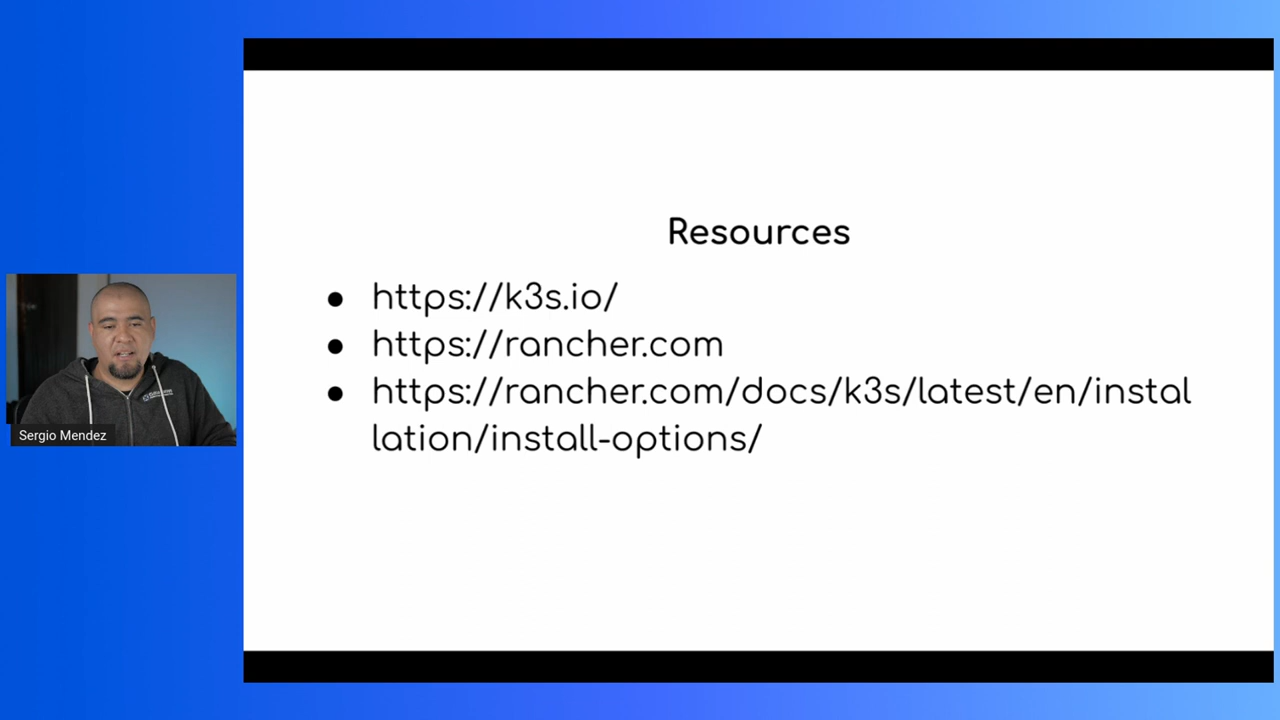 Resources
● https://k3s.io/
● https://rancher.com
● https://rancher.com/docs/k3s/latest/en/instal
lation/install-options/
Sergio Mendez